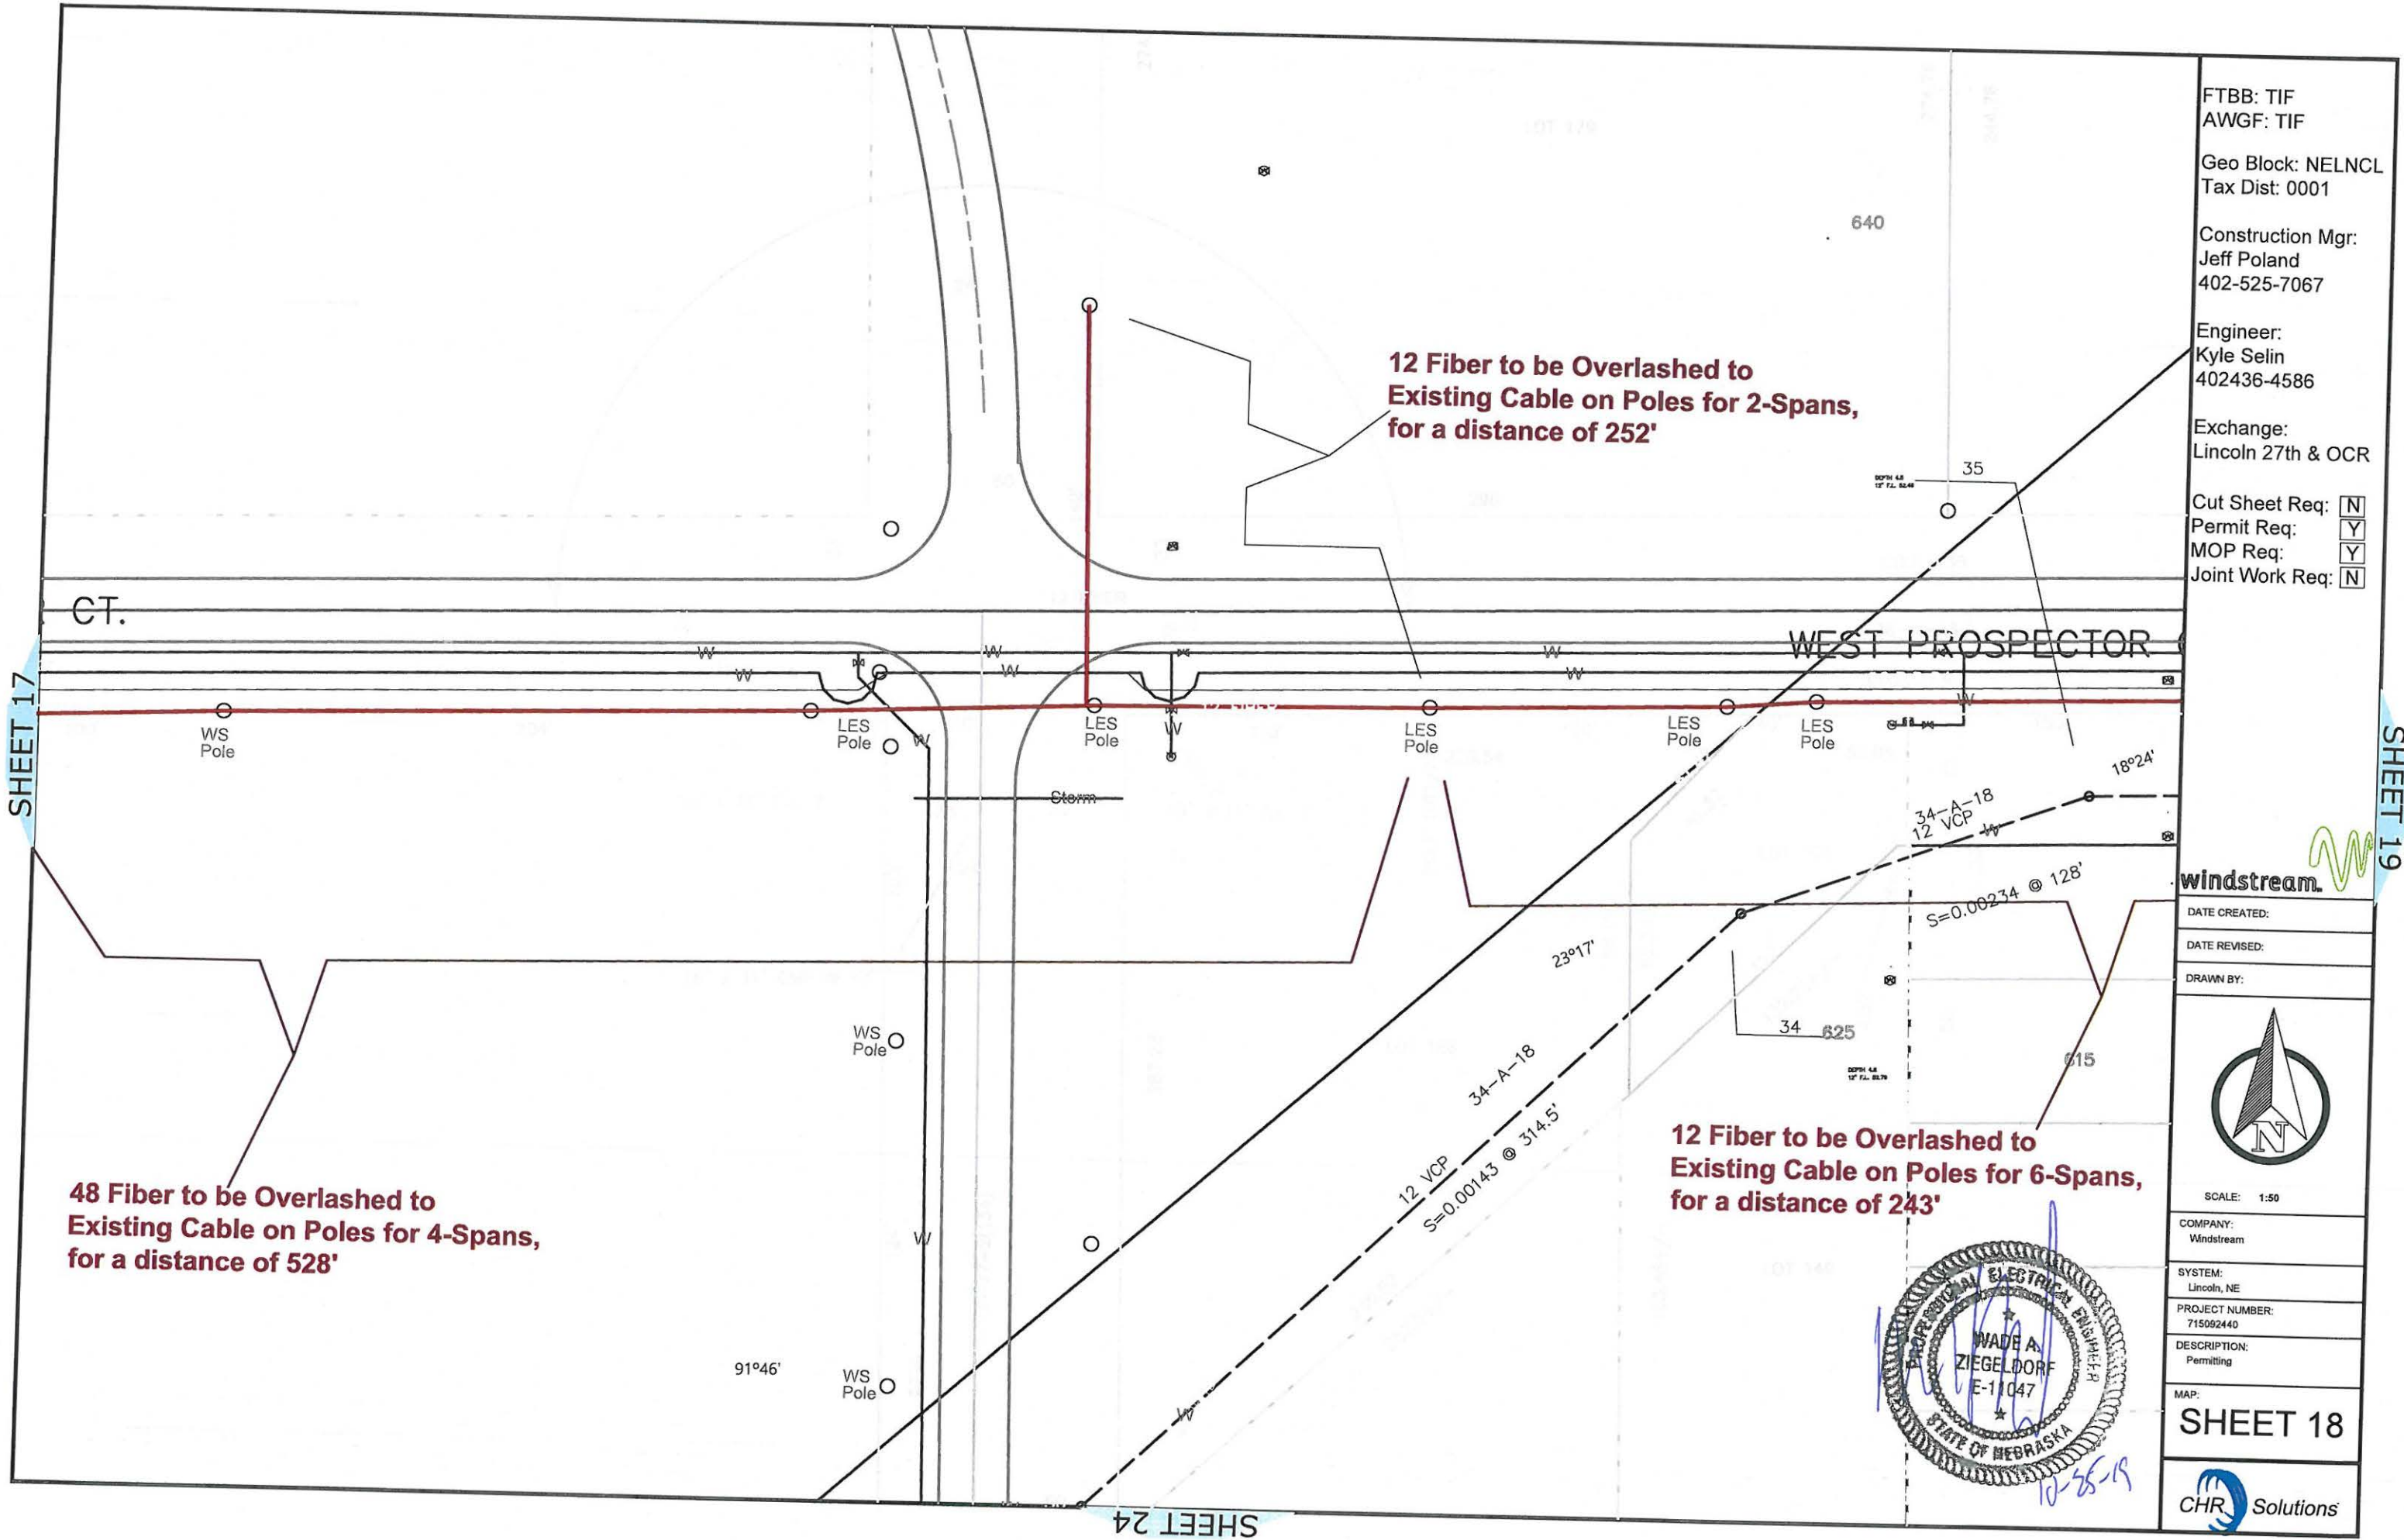 FTBB: TIF
AWGF: TIF
Geo Block: NELNCL
Tax Dist: 0001
Construction Mgr:
Jeff Poland
402-525-7067
Engineer:
Kyle Selin
402436-4586
Exchange:
Lincoln 27th & OCR
Cut Sheet Req: N
Permit Req: Y
MOP Req: Y
Joint Work Req: N
640
12 Fiber to be Overlashed to
Existing Cable on Poles for 2-Spans,
for a distance of 252'
35
CT.
WEST PROSPECTOR
W
W
W
W
W
W
W
W
W
SHEET 17
SHEET 19
WS
Pole
LES
Pole
LES
Pole
LES
Pole
LES
Pole
LES
Pole
12 FIBER
Storm
18°24'
34-A-18
12 VCP
W
S=0.00234 @ 128'
23°17'
34
625
615
WS
Pole
34-A-18
12 VCP
S=0.00143 @ 314.5'
48 Fiber to be Overlashed to
Existing Cable on Poles for 4-Spans,
for a distance of 528'
12 Fiber to be Overlashed to
Existing Cable on Poles for 6-Spans,
for a distance of 243'
W
91°46'
WS
Pole
W
SHEET 24
PROFESSIONAL ELECTRICAL ENGINEER
WADE A.
ZIEGELDORF
E-11047
STATE OF NEBRASKA
10-25-19
windstream.
DATE CREATED:
DATE REVISED:
DRAWN BY:
N
SCALE: 1:50
COMPANY:
Windstream
SYSTEM:
Lincoln, NE
PROJECT NUMBER:
715092440
DESCRIPTION:
Permitting
MAP:
SHEET 18
CHR Solutions